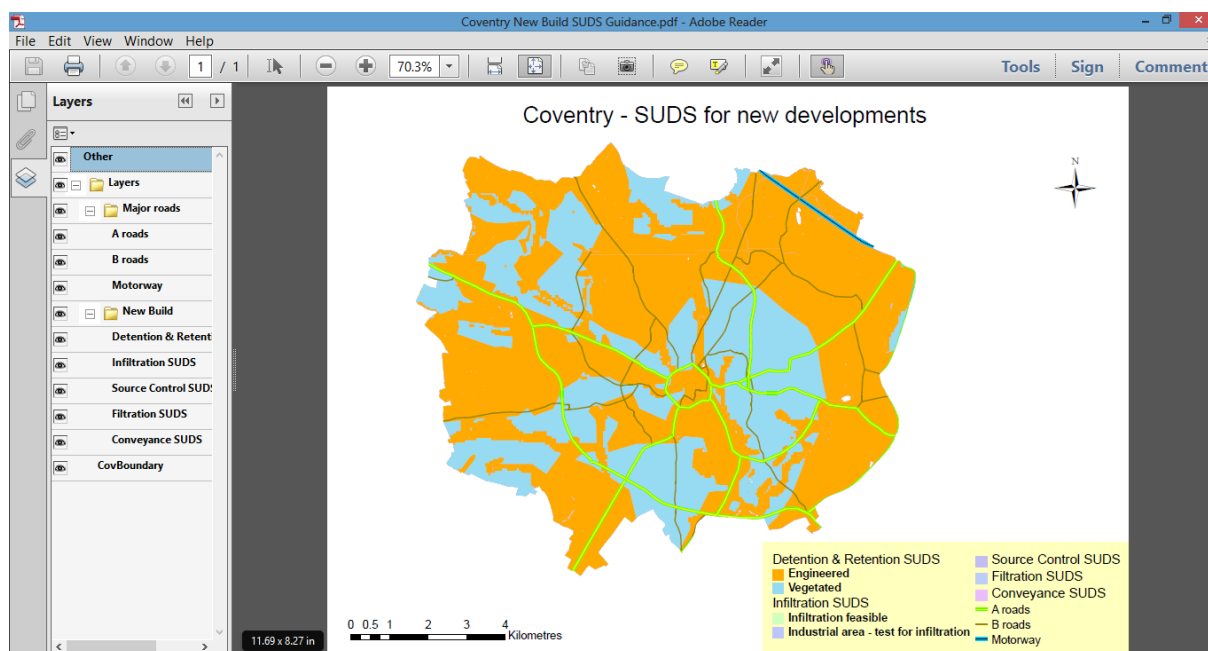 Coventry New Build SUDS Guidance.pdf - Adobe Reader
File Edit View Window Help
1 / 1 70.3% Tools Sign Comment
Layers
Other
Layers
Major roads
A roads
B roads
Motorway
New Build
Detention & Retenti
Infiltration SUDS
Source Control SUDS
Filtration SUDS
Conveyance SUDS
CovBoundary
Coventry - SUDS for new developments
N
Detention & Retention SUDS
Engineered
Vegetated
Infiltration SUDS
Infiltration feasible
Industrial area - test for infiltration
Source Control SUDS
Filtration SUDS
Conveyance SUDS
A roads
B roads
Motorway
0 0.5 1 2 3 4
Kilometres
11.69 x 8.27 in